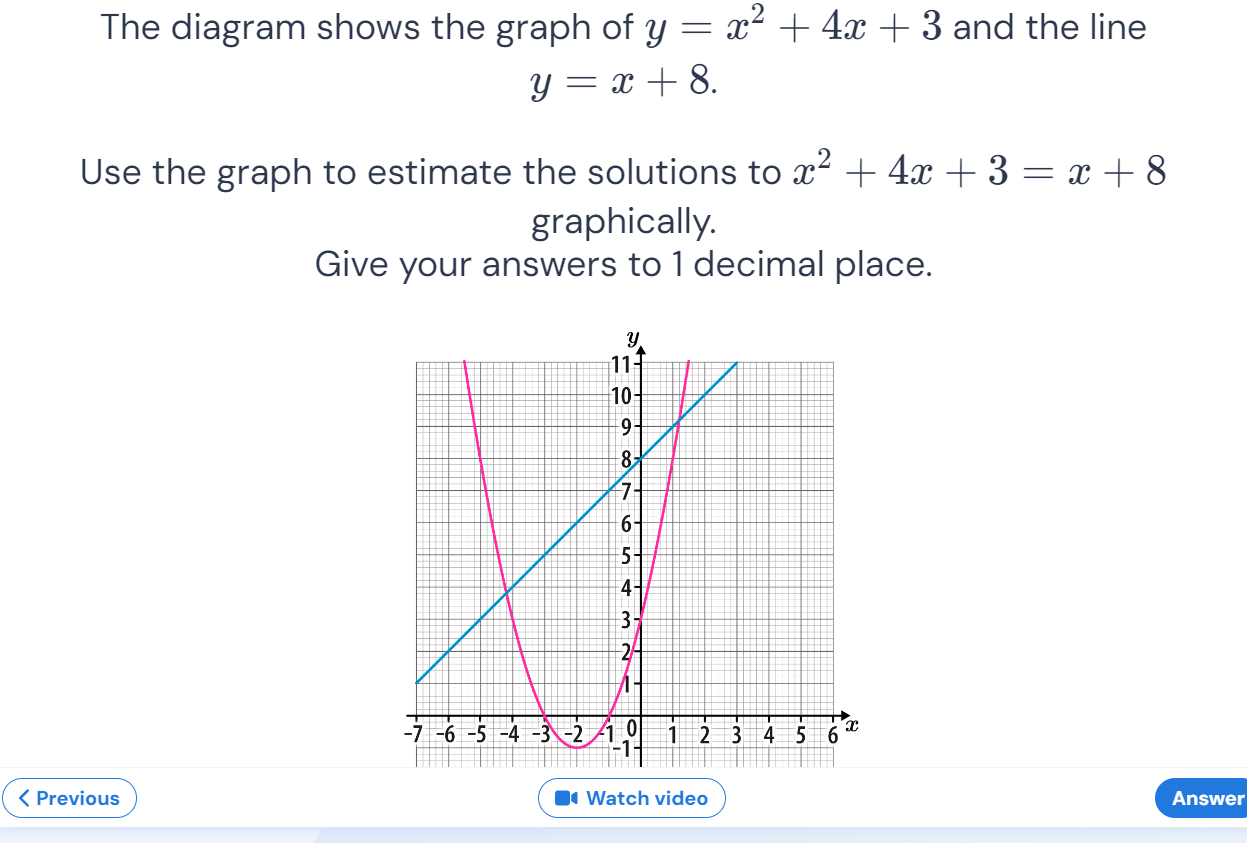 The diagram shows the graph of y = x² + 4x + 3 and the line
y = x + 8.
Use the graph to estimate the solutions to x² + 4x + 3 = x + 8
graphically.
Give your answers to 1 decimal place.
y
11
10
9
8
7
6
5
4
3
2
1
-7 -6 -5 -4 -3 -2 -1 0 1 2 3 4 5 6 x
-1
Previous
Watch video
Answer